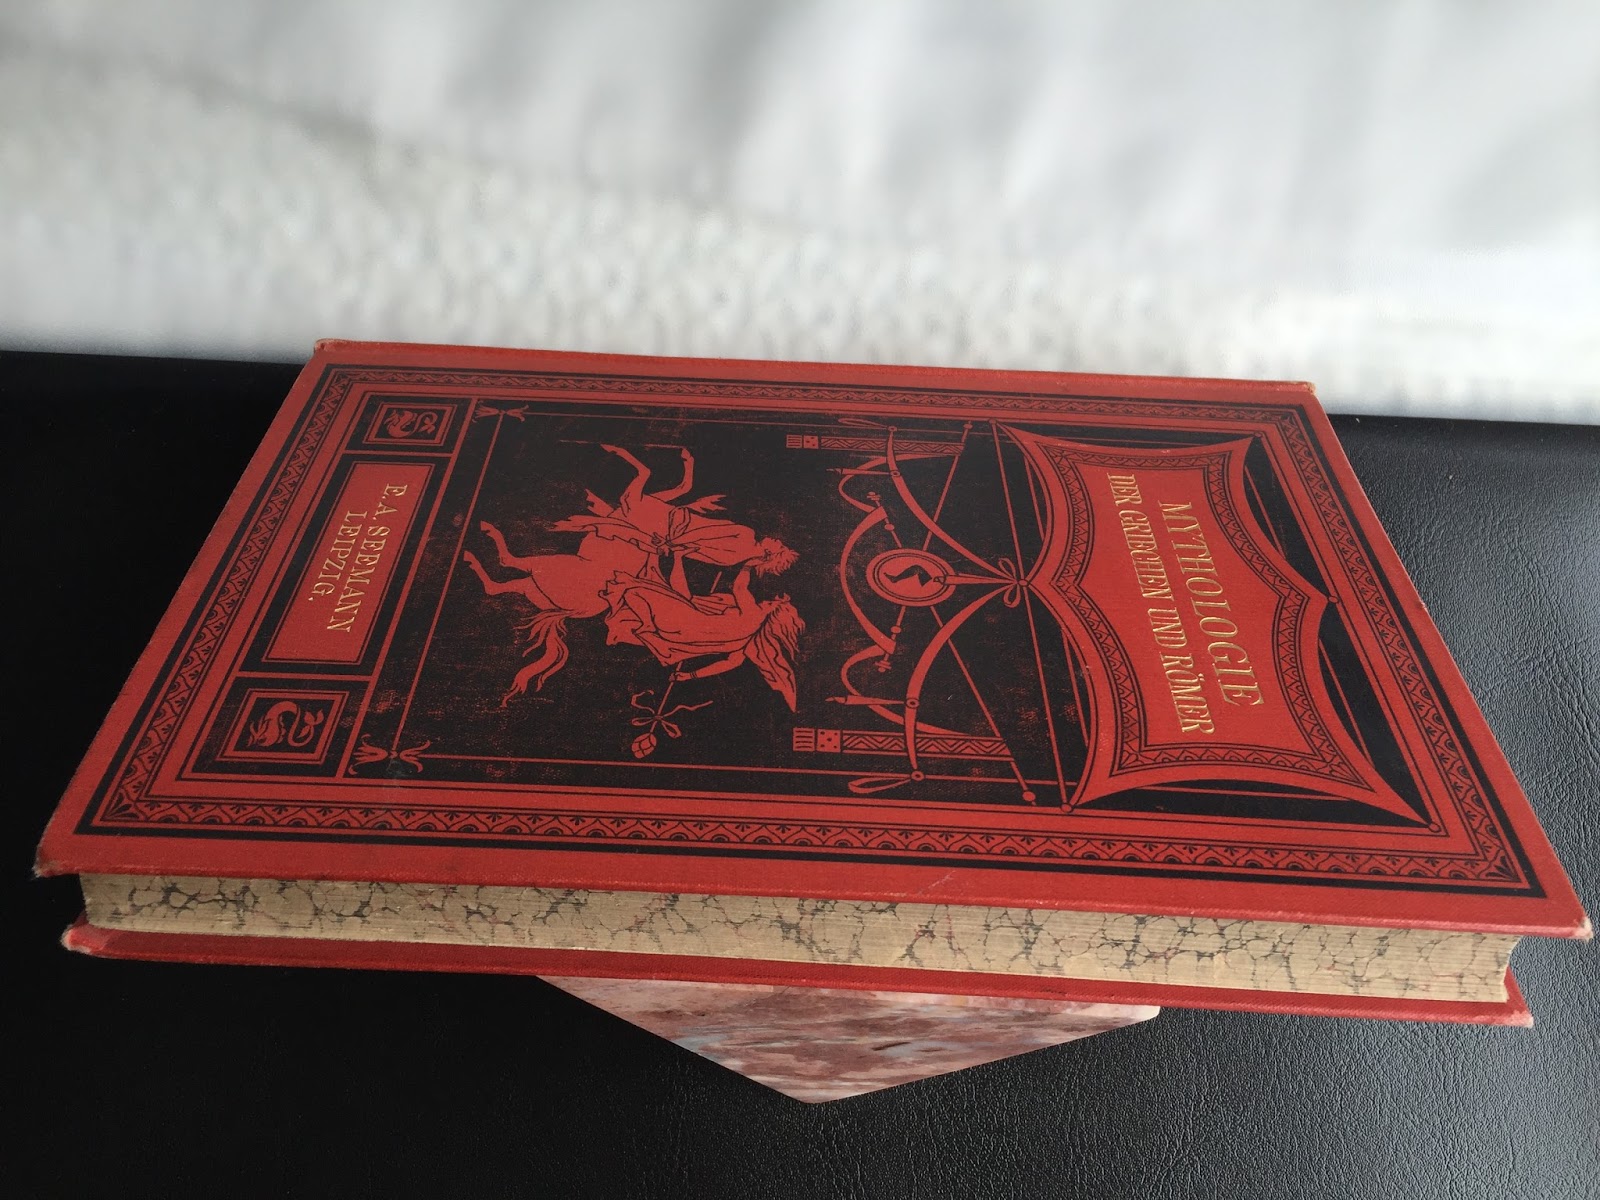 MYTHOLOGIE
DER GRIECHEN UND RÖMER
E. A. SEEMANN
LEIPZIG.